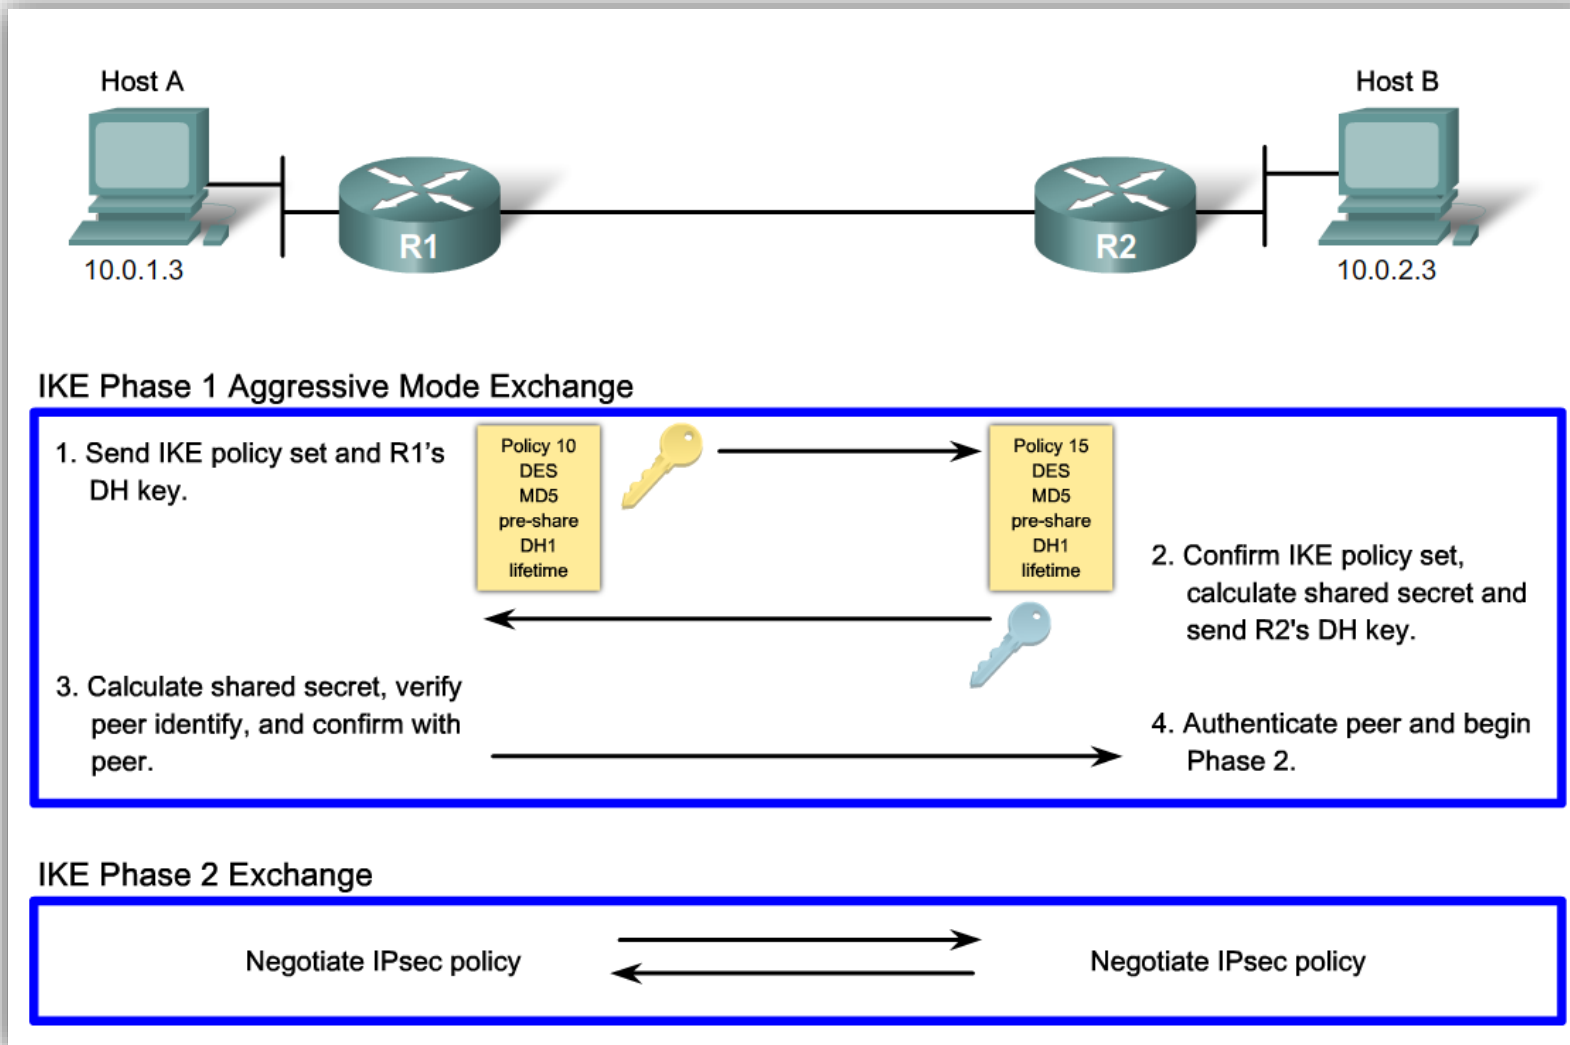 Host A
Host B
R1
R2
10.0.1.3
10.0.2.3
IKE Phase 1 Aggressive Mode Exchange
1. Send IKE policy set and R1's
DH key.
Policy 10
DES
MD5
pre-share
DH1
lifetime
Policy 15
DES
MD5
pre-share
DH1
lifetime
2. Confirm IKE policy set,
calculate shared secret and
send R2's DH key.
3. Calculate shared secret, verify
peer identify, and confirm with
peer.
4. Authenticate peer and begin
Phase 2.
IKE Phase 2 Exchange
Negotiate IPsec policy
Negotiate IPsec policy